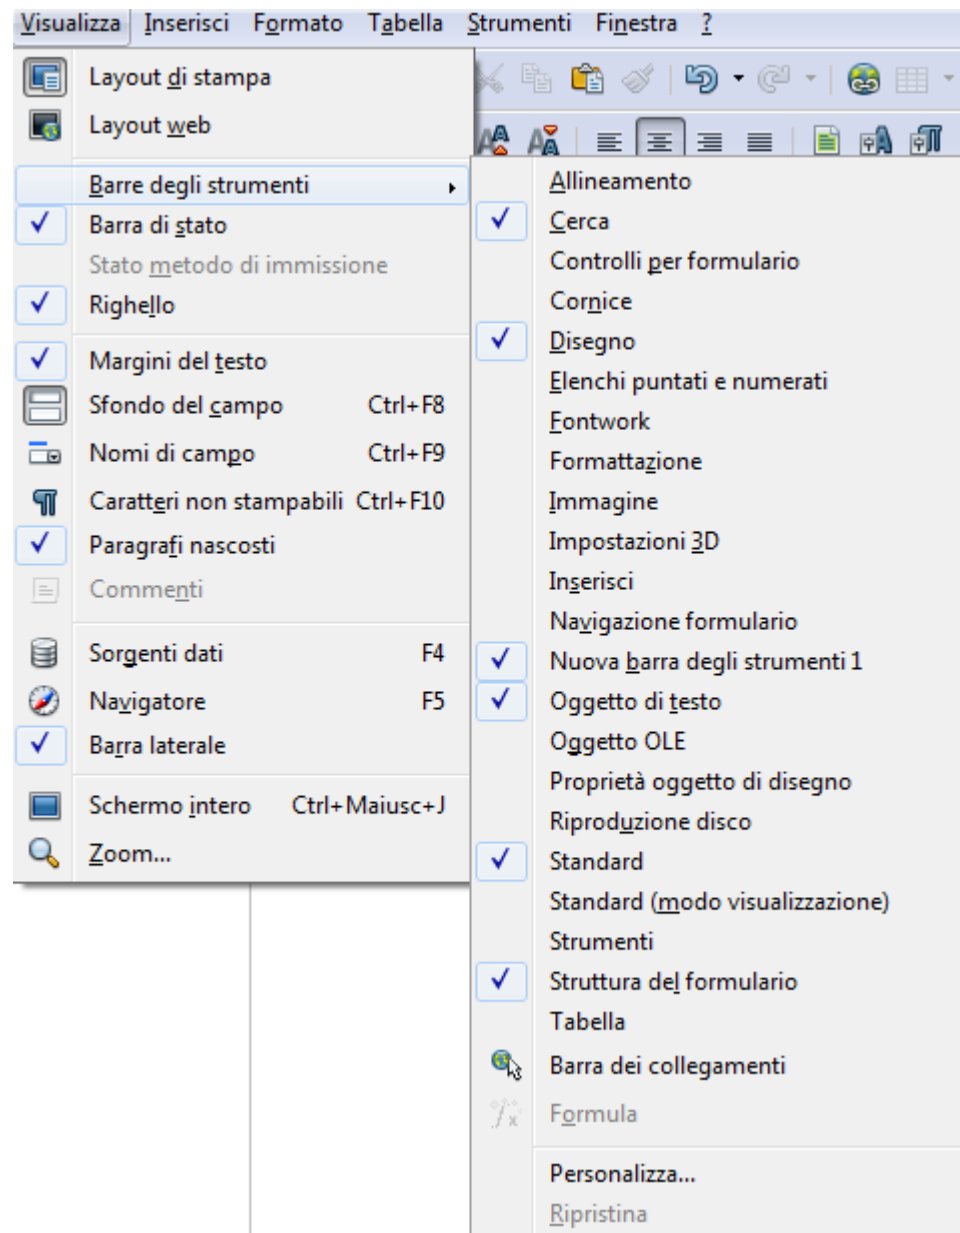 Visualizza Inserisci Formato Tabella Strumenti Finestra ?
Layout di stampa
Layout web
Barre degli strumenti
Barra di stato
Stato metodo di immissione
Righello
Margini del testo
Sfondo del campo Ctrl+F8
Nomi di campo Ctrl+F9
Caratteri non stampabili Ctrl+F10
Paragrafi nascosti
Commenti
Sorgenti dati F4
Navigatore F5
Barra laterale
Schermo intero Ctrl+Maiusc+J
Zoom...
Allineamento
Cerca
Controlli per formulario
Cornice
Disegno
Elenchi puntati e numerati
Fontwork
Formattazione
Immagine
Impostazioni 3D
Inserisci
Navigazione formulario
Nuova barra degli strumenti 1
Oggetto di testo
Oggetto OLE
Proprietà oggetto di disegno
Riproduzione disco
Standard
Standard (modo visualizzazione)
Strumenti
Struttura del formulario
Tabella
Barra dei collegamenti
Formula
Personalizza...
Ripristina